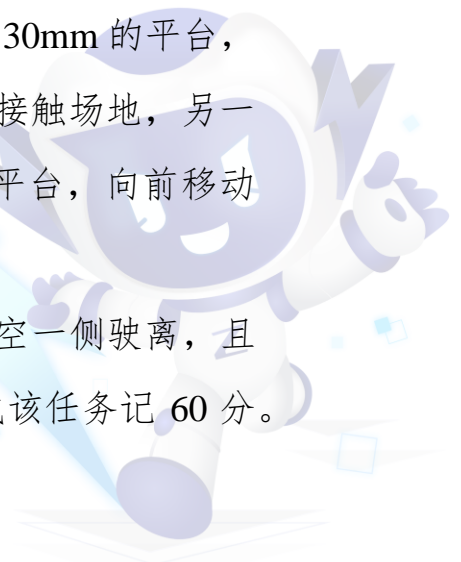 30mm 的平台，
接触场地，另一
平台，向前移动
空一侧驶离，且
该任务记 60 分。